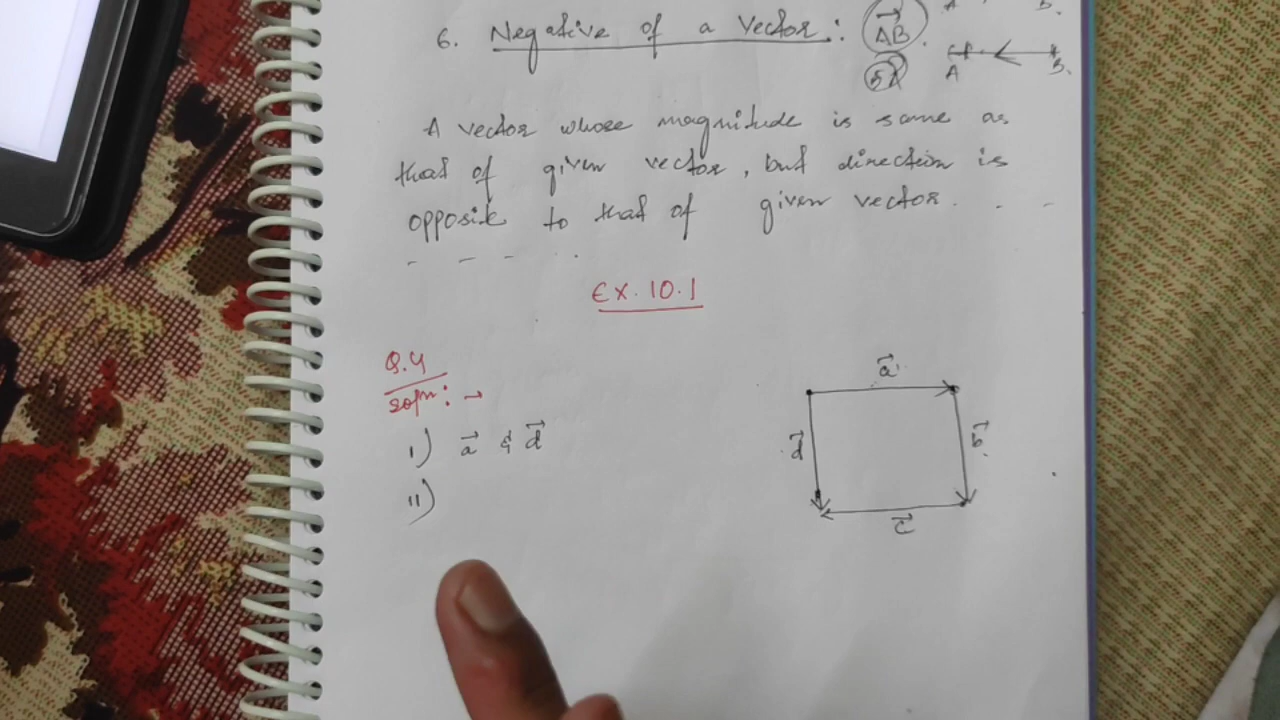 6. Negative of a Vector : AB
BA A B.
A vector whose magnitude is same as
that of given vector, but direction is
opposite to that of given vector.
Ex. 10.1
Q.4
Soln : →
i) a⃗ & d⃗
ii)
a⃗
d⃗ b⃗
c⃗